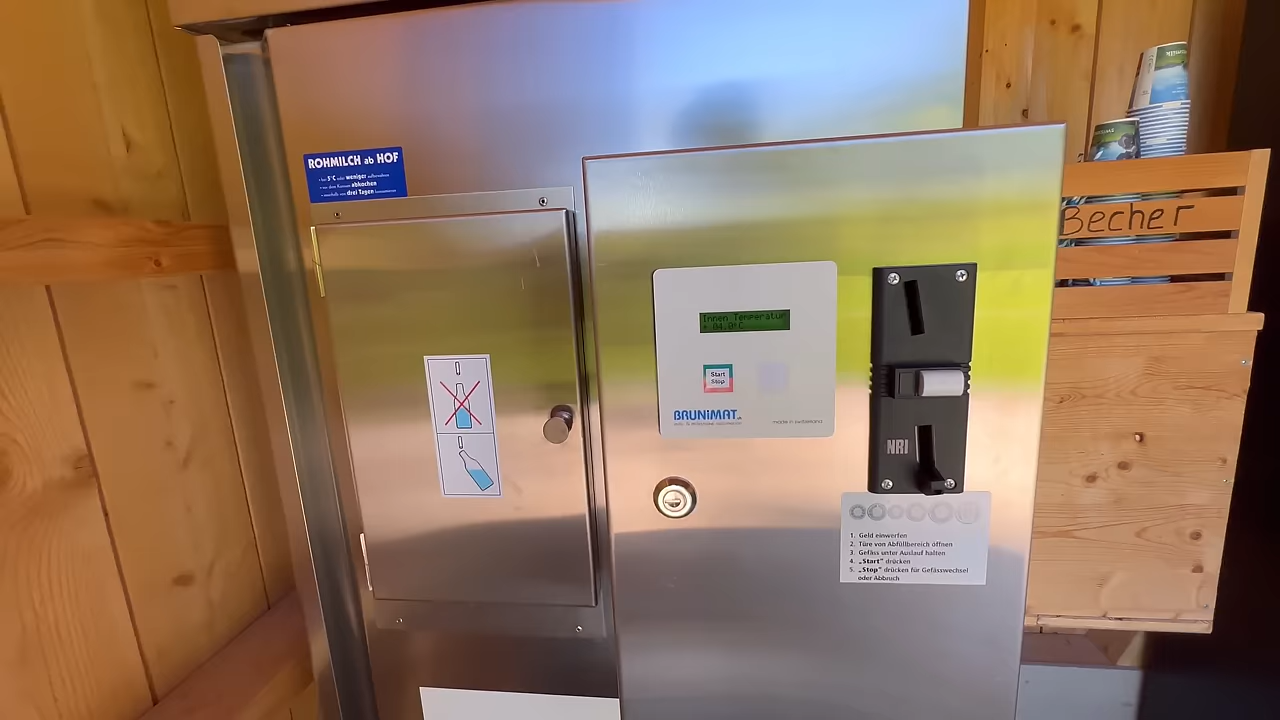 ROHMILCH ab HOF
• bei 5°C oder weniger aufbewahren
• vor dem Konsum abkochen
• innerhalb von drei Tagen konsumieren
Becher
Innen Temperatur
+ 04.0°C
Start
Stop
BRUNIMAT
made in switzerland
NRI
1. Geld einwerfen
2. Türe von Abfüllbereich öffnen
3. Gefäss unter Auslauf halten
4. „Start" drücken
5. „Stop" drücken für Gefässwechsel
oder Abbruch